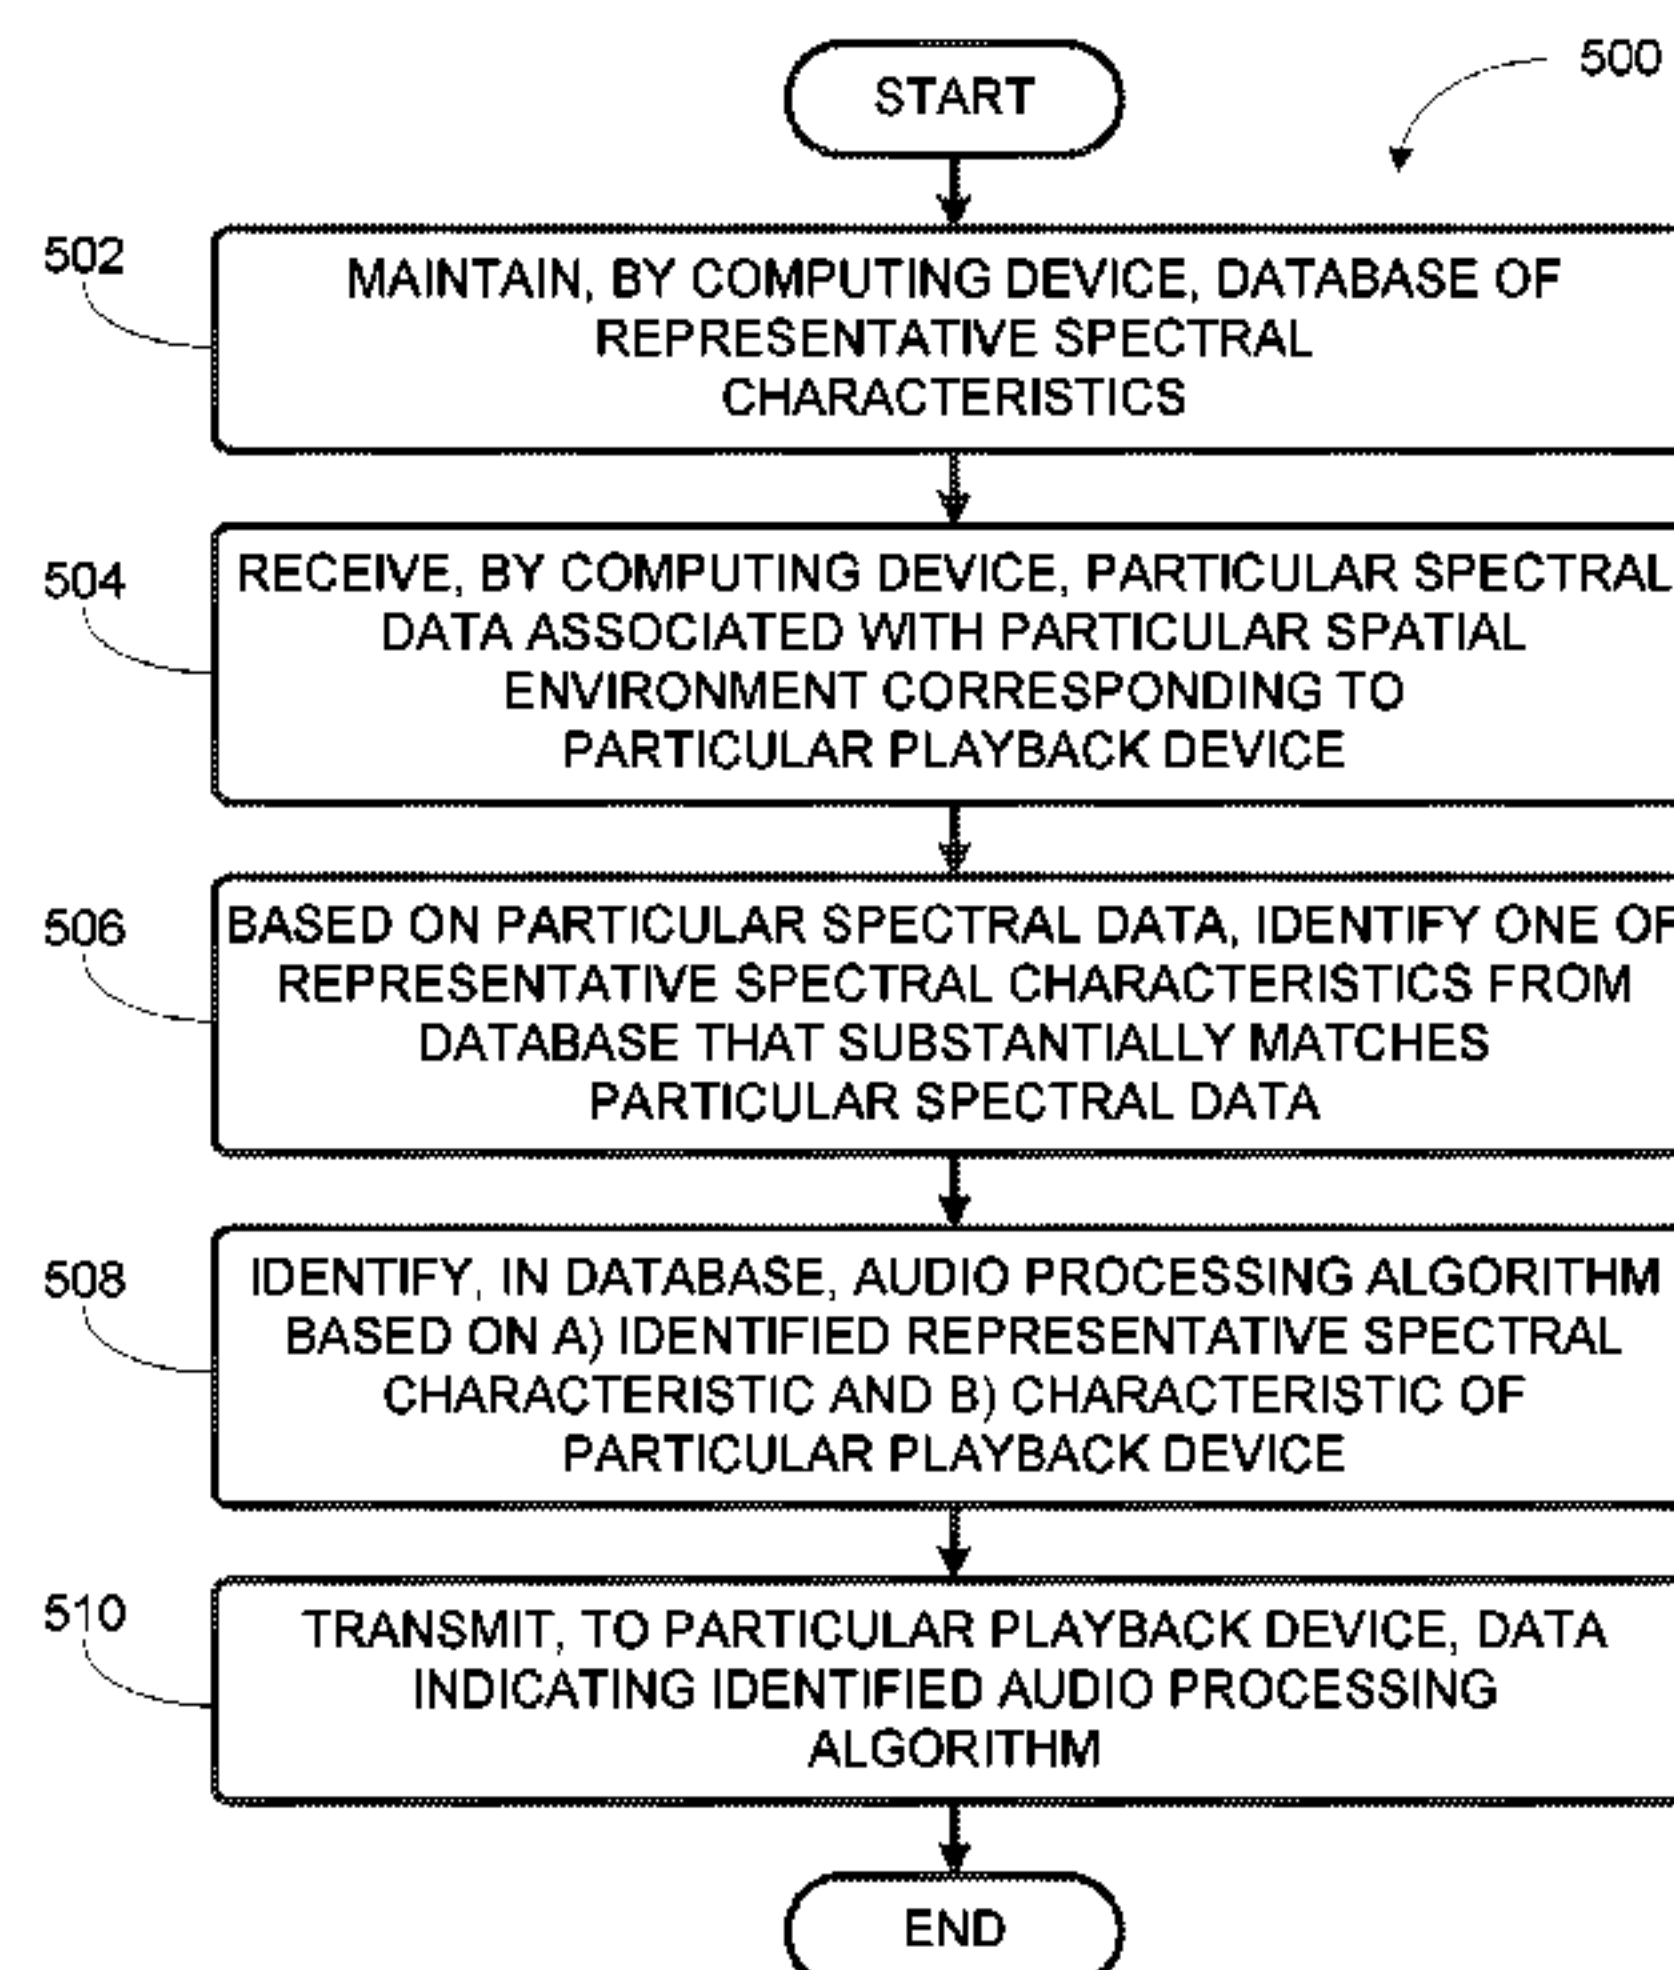 START
500
502
MAINTAIN, BY COMPUTING DEVICE, DATABASE OF
REPRESENTATIVE SPECTRAL
CHARACTERISTICS
504
RECEIVE, BY COMPUTING DEVICE, PARTICULAR SPECTRAL
DATA ASSOCIATED WITH PARTICULAR SPATIAL
ENVIRONMENT CORRESPONDING TO
PARTICULAR PLAYBACK DEVICE
506
BASED ON PARTICULAR SPECTRAL DATA, IDENTIFY ONE OF
REPRESENTATIVE SPECTRAL CHARACTERISTICS FROM
DATABASE THAT SUBSTANTIALLY MATCHES
PARTICULAR SPECTRAL DATA
508
IDENTIFY, IN DATABASE, AUDIO PROCESSING ALGORITHM
BASED ON A) IDENTIFIED REPRESENTATIVE SPECTRAL
CHARACTERISTIC AND B) CHARACTERISTIC OF
PARTICULAR PLAYBACK DEVICE
510
TRANSMIT, TO PARTICULAR PLAYBACK DEVICE, DATA
INDICATING IDENTIFIED AUDIO PROCESSING
ALGORITHM
END